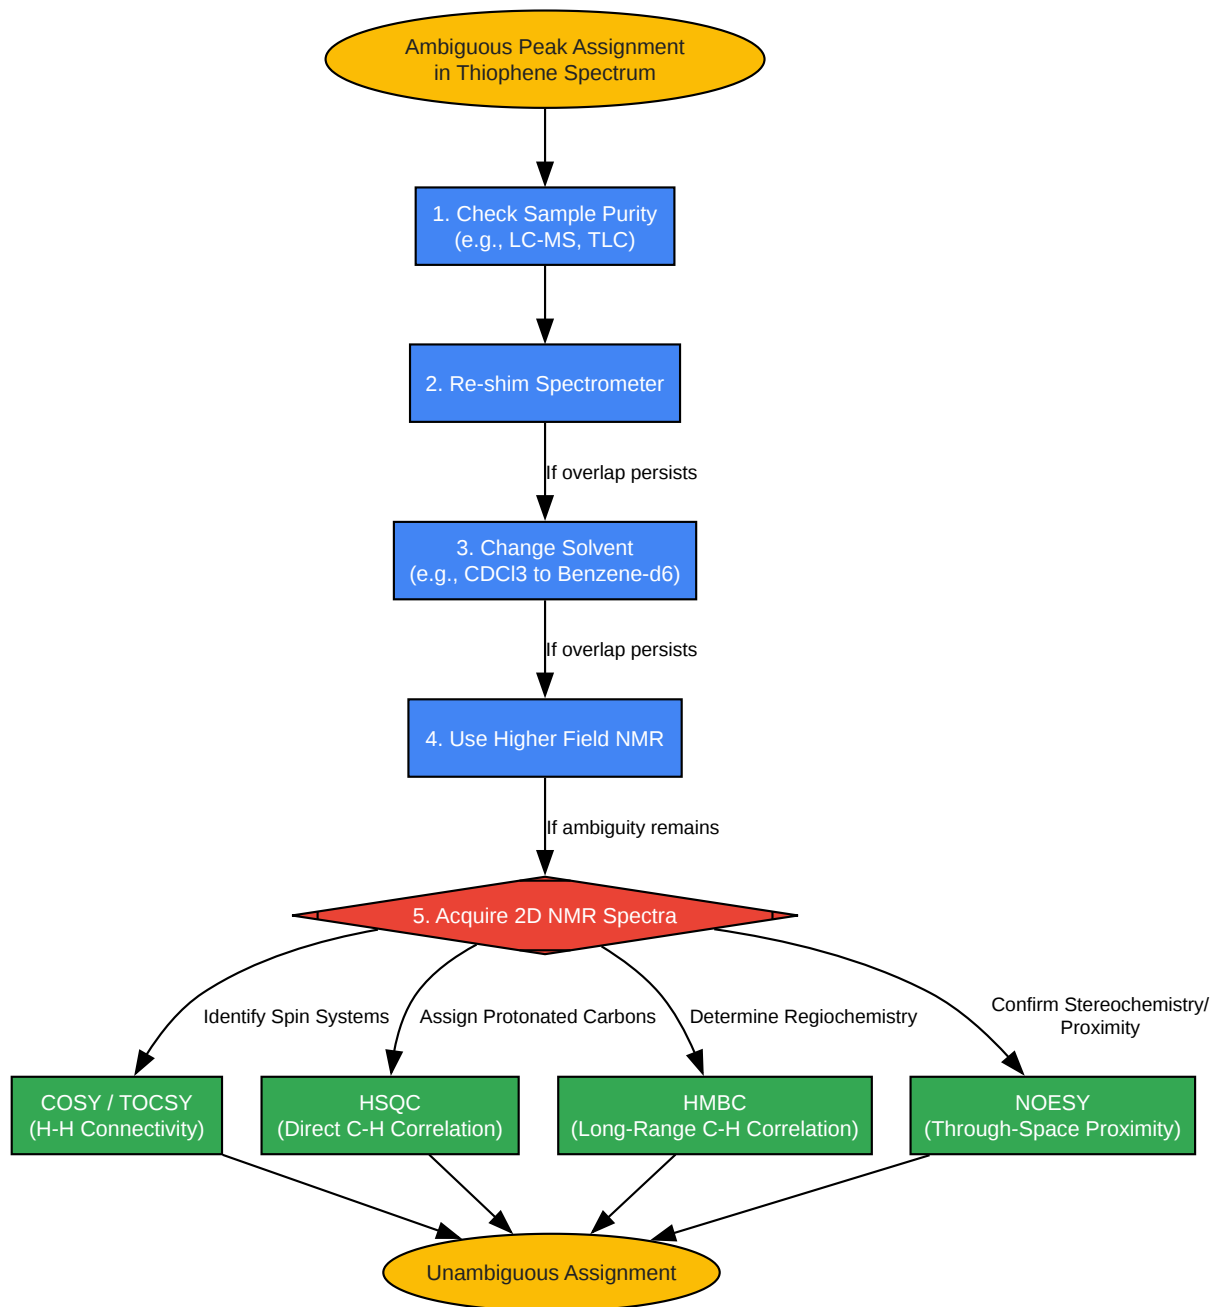 Ambiguous Peak Assignment
in Thiophene Spectrum
1. Check Sample Purity
(e.g., LC-MS, TLC)
2. Re-shim Spectrometer
If overlap persists
3. Change Solvent
(e.g., CDCl3 to Benzene-d6)
If overlap persists
4. Use Higher Field NMR
If ambiguity remains
5. Acquire 2D NMR Spectra
Identify Spin Systems
Assign Protonated Carbons
Determine Regiochemistry
Confirm Stereochemistry/
Proximity
COSY / TOCSY
(H-H Connectivity)
HSQC
(Direct C-H Correlation)
HMBC
(Long-Range C-H Correlation)
NOESY
(Through-Space Proximity)
Unambiguous Assignment